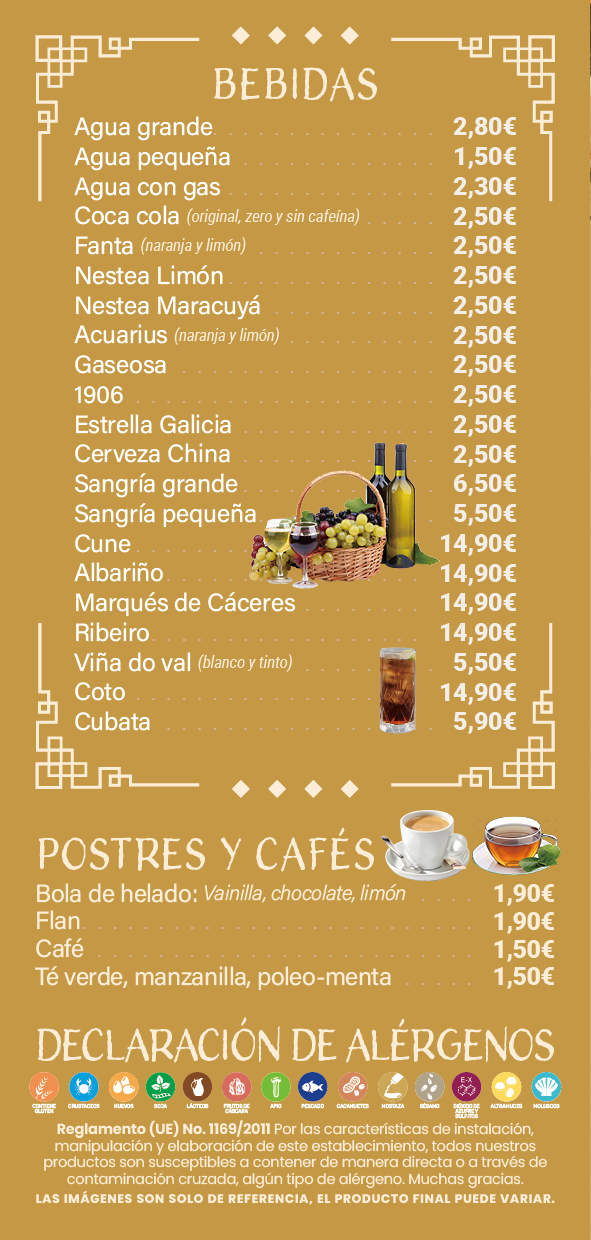 BEBIDAS
Agua grande 2,80€
Agua pequeña 1,50€
Agua con gas 2,30€
Coca cola (original, zero y sin cafeína) 2,50€
Fanta (naranja y limón) 2,50€
Nestea Limón 2,50€
Nestea Maracuyá 2,50€
Acuarius (naranja y limón) 2,50€
Gaseosa 2,50€
1906 2,50€
Estrella Galicia 2,50€
Cerveza China 2,50€
Sangría grande 6,50€
Sangría pequeña 5,50€
Cune 14,90€
Albariño 14,90€
Marqués de Cáceres 14,90€
Ribeiro 14,90€
Viña do val (blanco y tinto) 5,50€
Coto 14,90€
Cubata 5,90€
POSTRES Y CAFÉS
Bola de helado: Vainilla, chocolate, limón 1,90€
Flan 1,90€
Café 1,50€
Té verde, manzanilla, poleo-menta 1,50€
DECLARACIÓN DE ALÉRGENOS
E-X
CONTIENE GLUTEN
CRUSTACEOS
HUEVOS
SOJA
LÁCTEOS
FRUTOS DE CÁSCARA
APIO
PESCADO
CACAHUETES
MOSTAZA
SÉSAMO
DIÓXIDO DE AZUFRE Y SULFITOS
ALTRAMUCES
MOLUSCOS
Reglamento (UE) No. 1169/2011 Por las características de instalación,
manipulación y elaboración de este establecimiento, todos nuestros
productos son susceptibles a contener de manera directa o a través de
contaminación cruzada, algún tipo de alérgeno. Muchas gracias.
LAS IMÁGENES SON SOLO DE REFERENCIA, EL PRODUCTO FINAL PUEDE VARIAR.